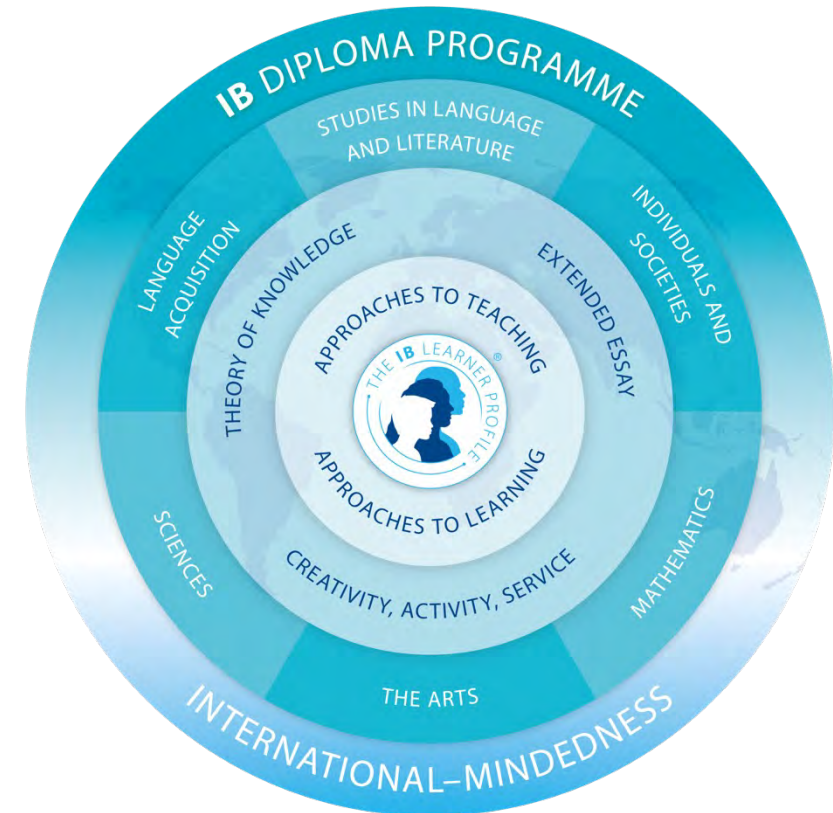 IB DIPLOMA PROGRAMME
STUDIES IN LANGUAGE
AND LITERATURE
LANGUAGE
ACQUISITION
INDIVIDUALS AND
SOCIETIES
THEORY OF KNOWLEDGE
EXTENDED ESSAY
APPROACHES TO TEACHING
THE IB LEARNER PROFILE®
APPROACHES TO LEARNING
CREATIVITY, ACTIVITY, SERVICE
SCIENCES
MATHEMATICS
THE ARTS
INTERNATIONAL–MINDEDNESS